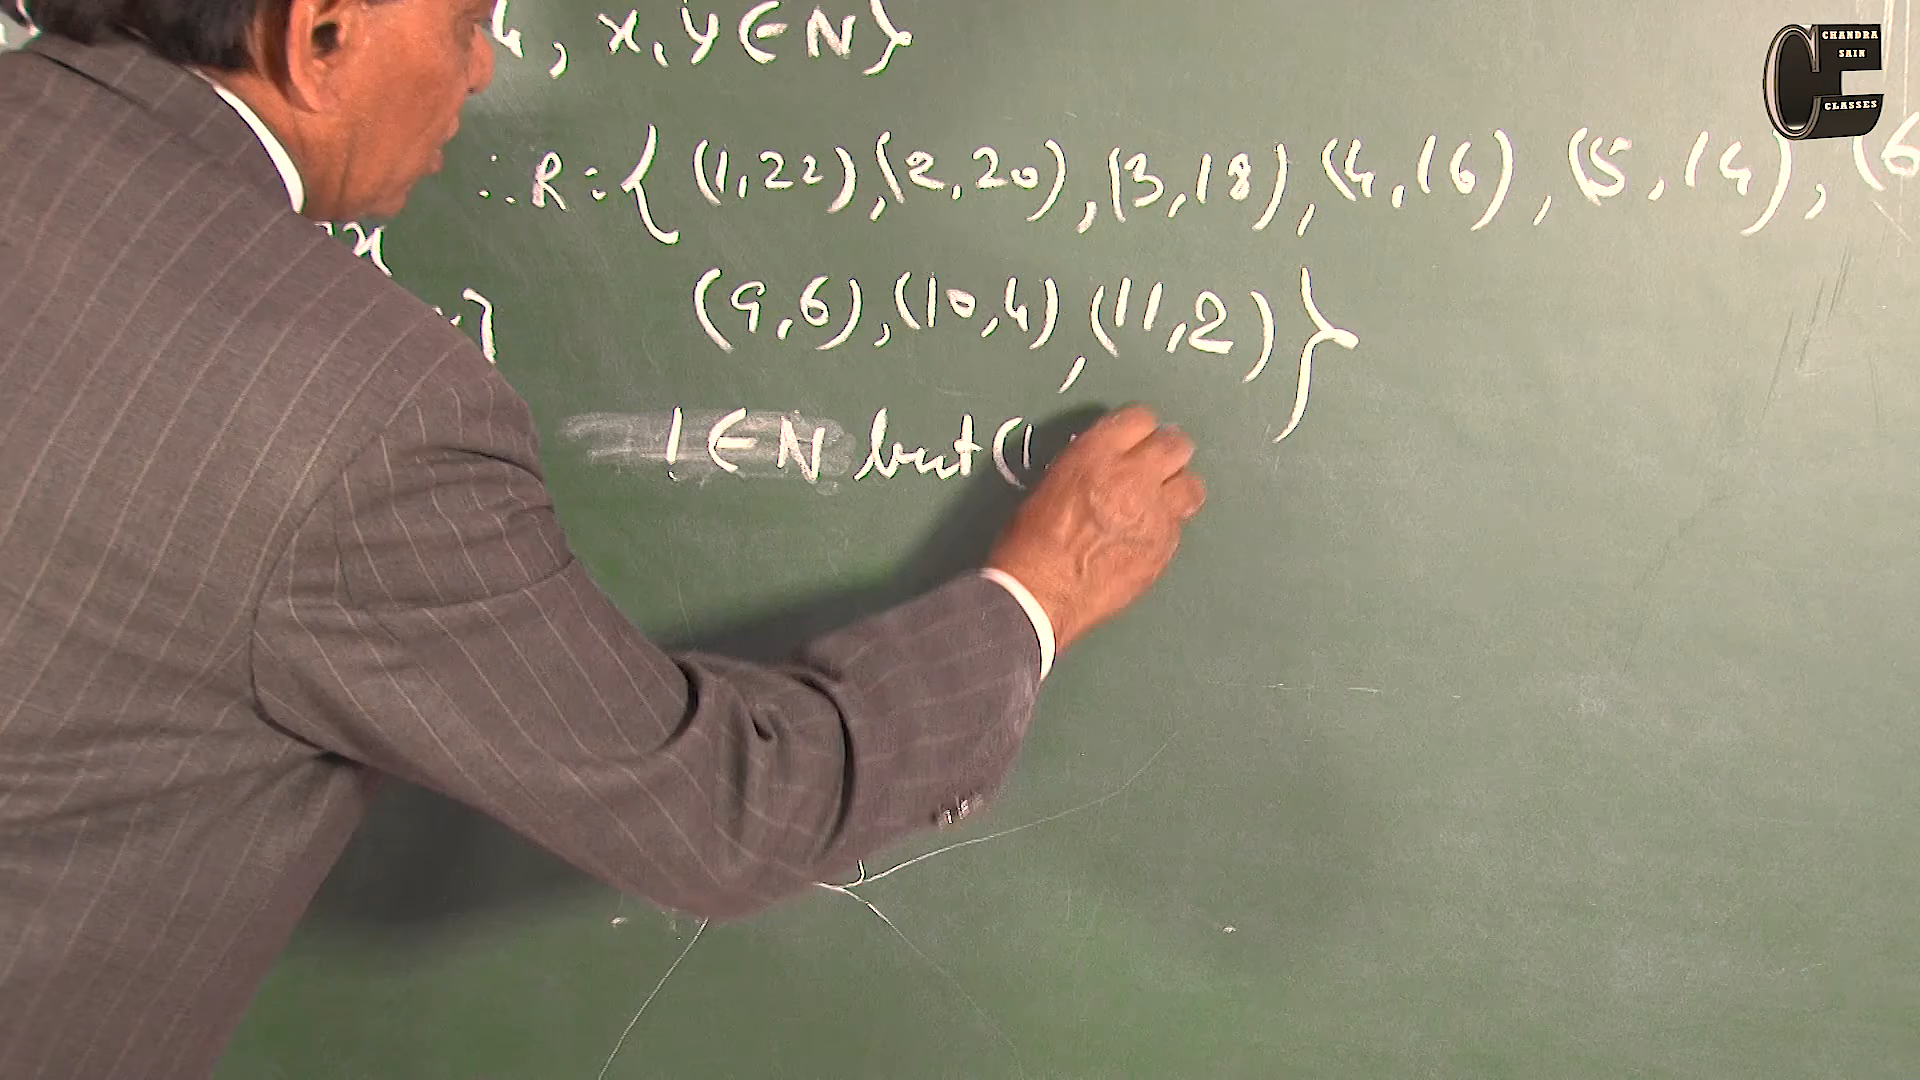 4, x, y ∈ N}
∴ R = { (1,22), (2,20), (3,18), (4,16), (5,14), (6
x
(9,6), (10,4), (11,2) }
1 ∈ N but (1,
CHANDRA
SAIN
CLASSES